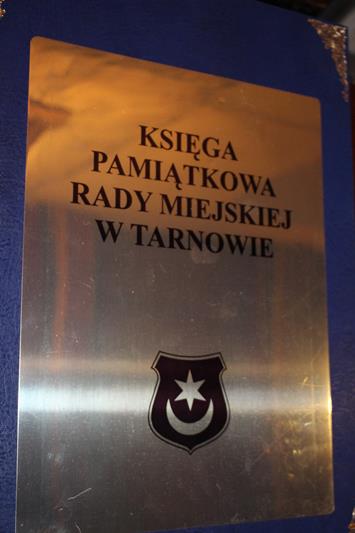 KSIĘGA
PAMIĄTKOWA
RADY MIEJSKIEJ
W TARNOWIE